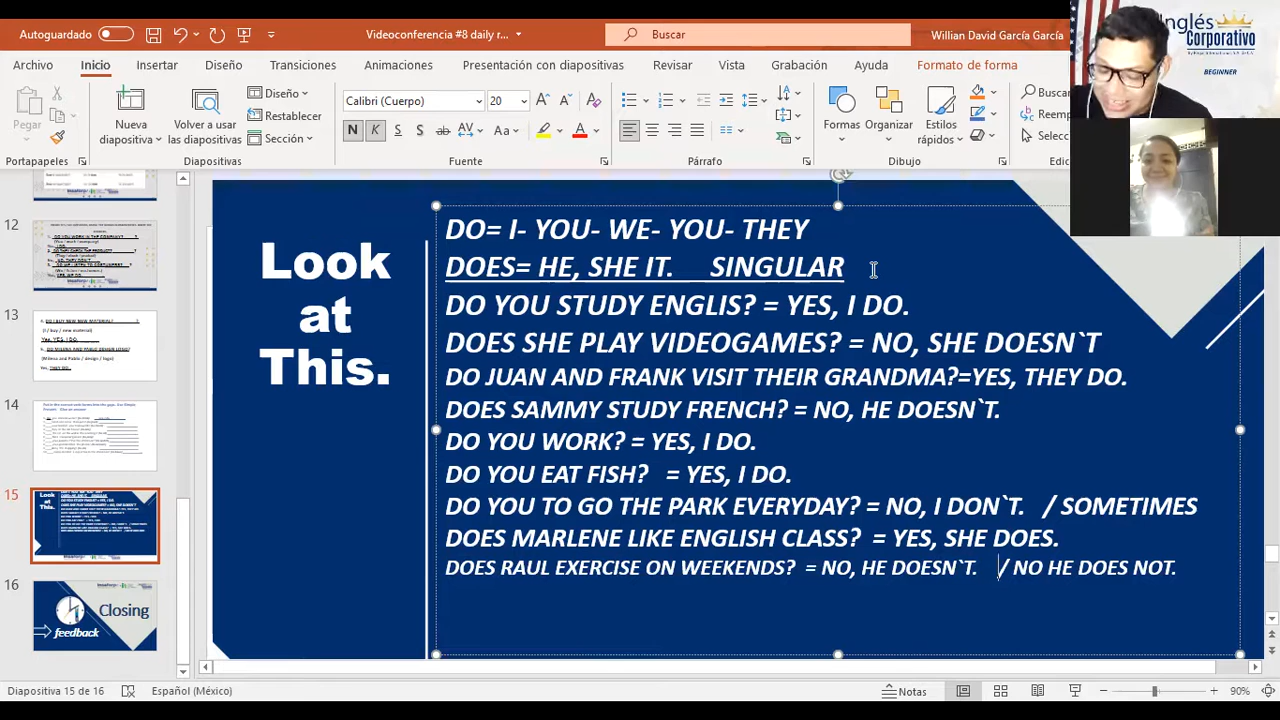 Autoguardado
Videoconferencia #8 daily r...
Buscar
Willian David García García
Inglés
Corporativo
BEGINNER
Archivo Inicio Insertar Diseño Transiciones Animaciones Presentación con diapositivas Revisar Vista Grabación Ayuda Formato de forma
Pegar
Nueva diapositiva
Volver a usar las diapositivas
Diseño
Restablecer
Sección
Calibri (Cuerpo) 20
N K S S ab AV Aa A
Formas Organizar Estilos rápidos
Buscar
Portapapeles Diapositivas Fuente Párrafo Dibujo
12
13
14
15
16
Closing
feedback
Look
at
This.
DO= I- YOU- WE- YOU- THEY
DOES= HE, SHE IT. SINGULAR
DO YOU STUDY ENGLIS? = YES, I DO.
DOES SHE PLAY VIDEOGAMES? = NO, SHE DOESN`T
DO JUAN AND FRANK VISIT THEIR GRANDMA?=YES, THEY DO.
DOES SAMMY STUDY FRENCH? = NO, HE DOESN`T.
DO YOU WORK? = YES, I DO.
DO YOU EAT FISH? = YES, I DO.
DO YOU TO GO THE PARK EVERY DAY? = NO, I DON`T. / SOMETIMES
DOES MARLENE LIKE ENGLISH CLASS? = YES, SHE DOES.
DOES RAUL EXERCISE ON WEEKENDS? = NO, HE DOESN`T. / NO HE DOES NOT.
Diapositiva 15 de 16 Español (México) Notas 90%